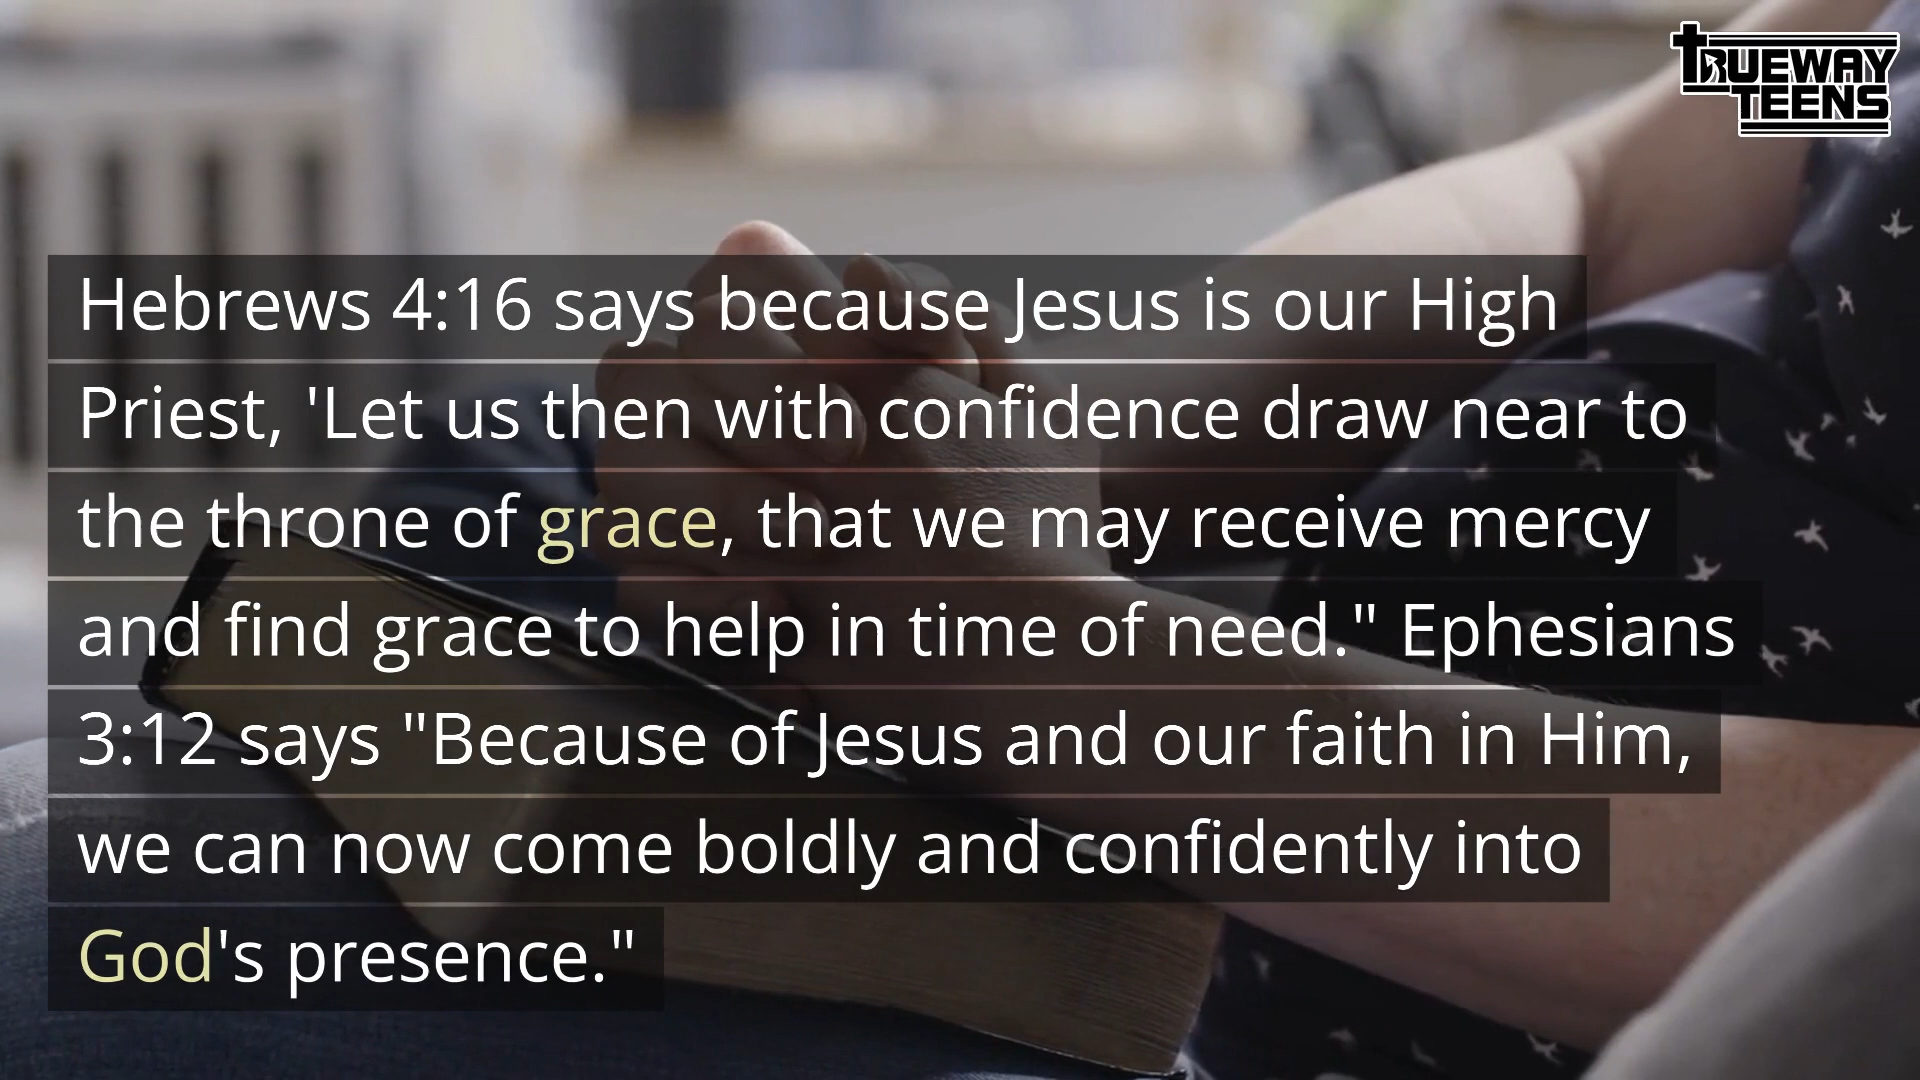 TRUEWAY
TEENS
Hebrews 4:16 says because Jesus is our High
Priest, 'Let us then with confidence draw near to
the throne of grace, that we may receive mercy
and find grace to help in time of need." Ephesians
3:12 says "Because of Jesus and our faith in Him,
we can now come boldly and confidently into
God's presence."